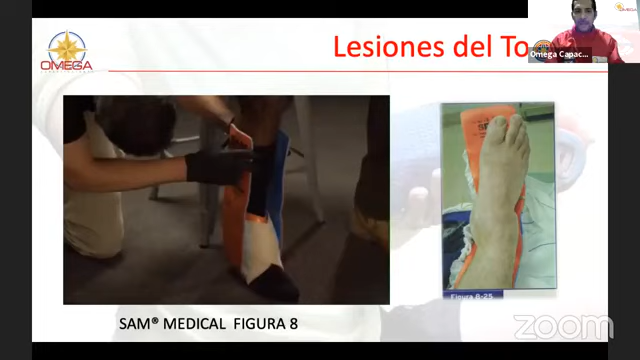 OMEGA
Lesiones del To
Omega Capac...
SAM® MEDICAL FIGURA 8
Figura 8-25
zoom